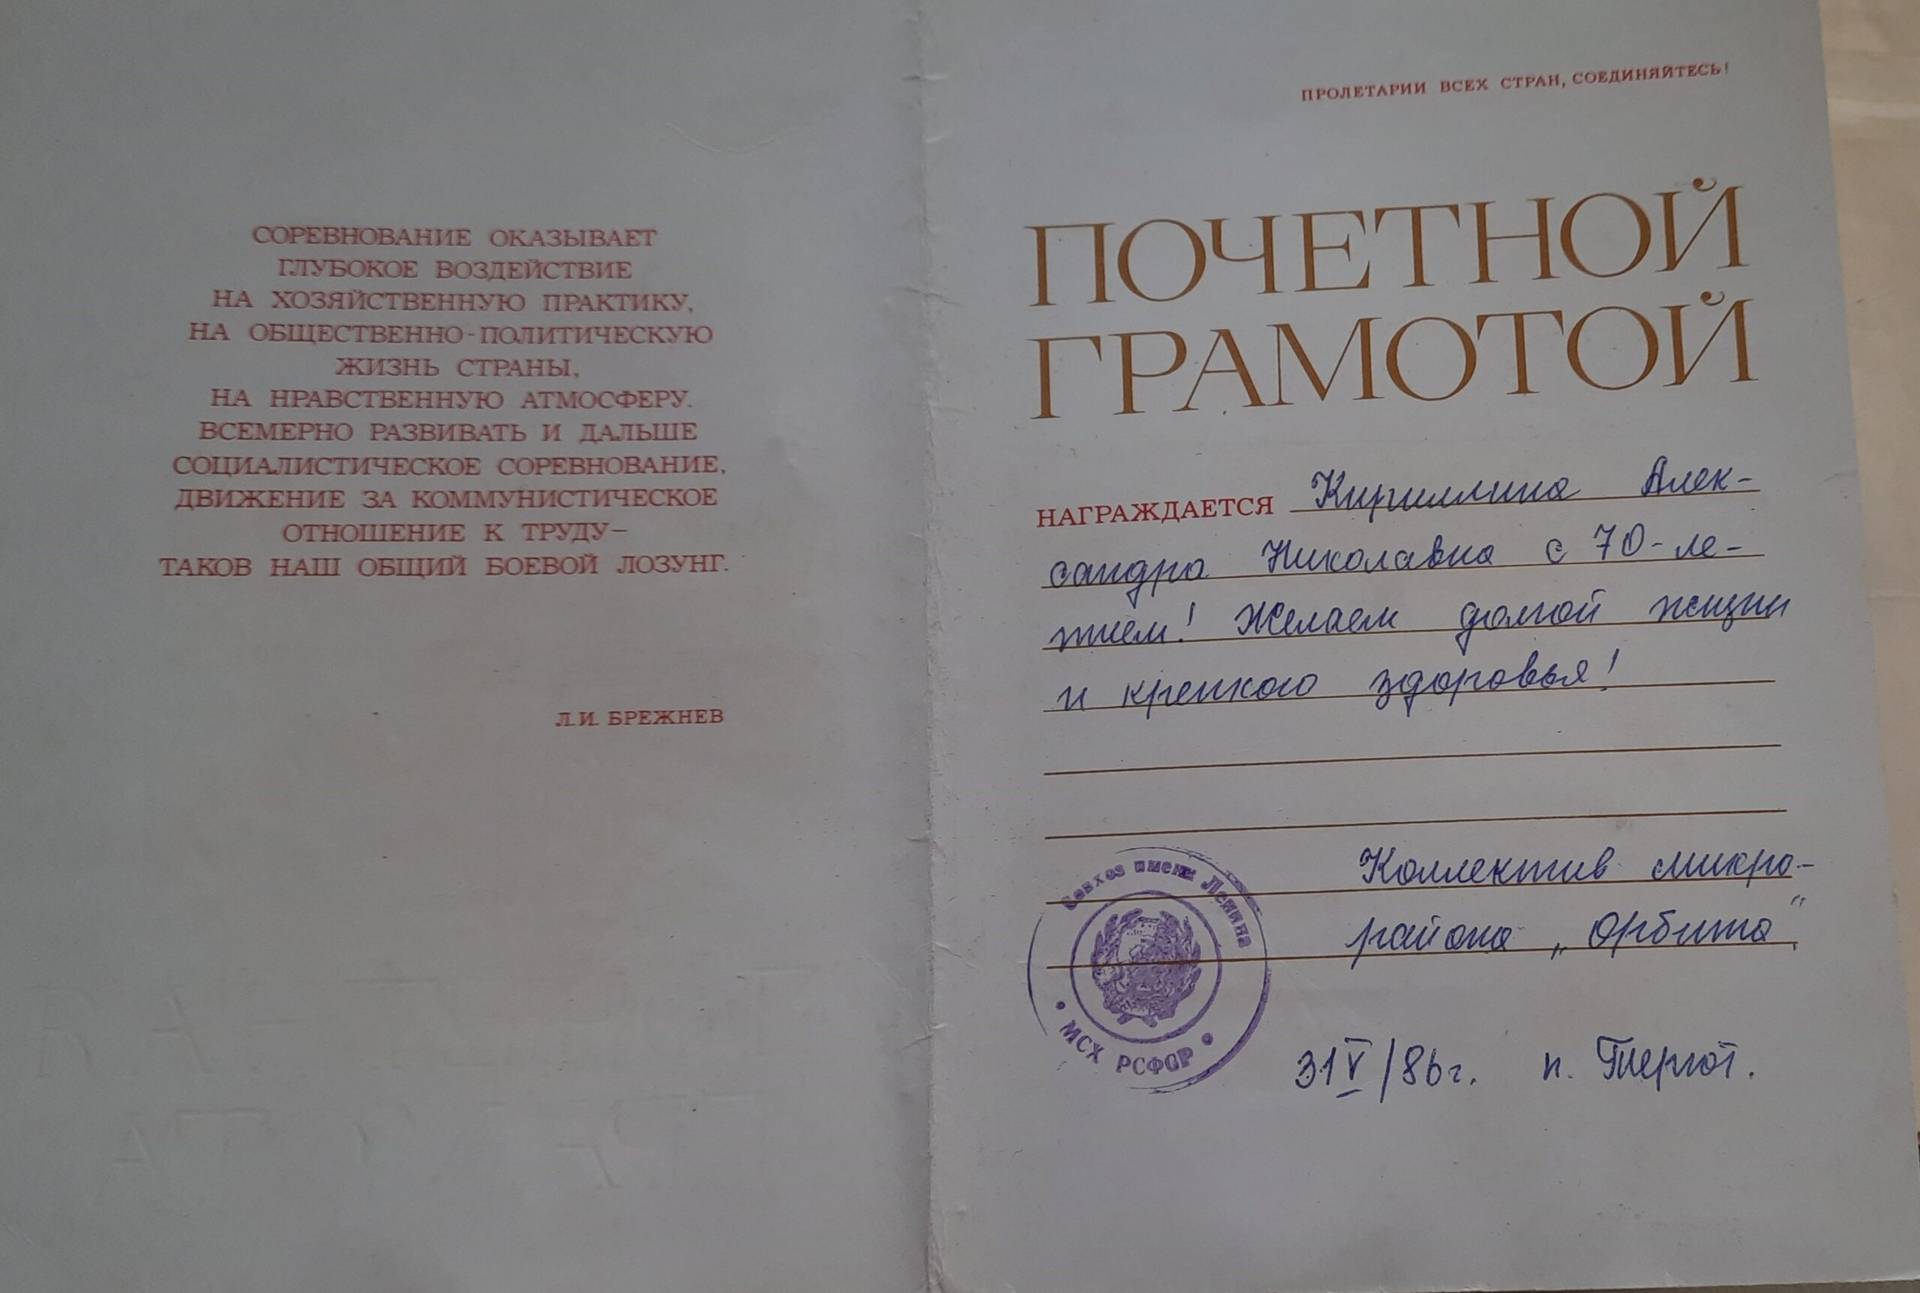 СОРЕВНОВАНИЕ ОКАЗЫВАЕТ
ГЛУБОКОЕ ВОЗДЕЙСТВИЕ
НА ХОЗЯЙСТВЕННУЮ ПРАКТИКУ,
НА ОБЩЕСТВЕННО-ПОЛИТИЧЕСКУЮ
ЖИЗНЬ СТРАНЫ,
НА НРАВСТВЕННУЮ АТМОСФЕРУ.
ВСЕМЕРНО РАЗВИВАТЬ И ДАЛЬШЕ
СОЦИАЛИСТИЧЕСКОЕ СОРЕВНОВАНИЕ,
ДВИЖЕНИЕ ЗА КОММУНИСТИЧЕСКОЕ
ОТНОШЕНИЕ К ТРУДУ–
ТАКОВ НАШ ОБЩИЙ БОЕВОЙ ЛОЗУНГ.
Л.И. БРЕЖНЕВ
ПРОЛЕТАРИИ ВСЕХ СТРАН, СОЕДИНЯЙТЕСЬ!
ПОЧЕТНОЙ
ГРАМОТОЙ
НАГРАЖДАЕТСЯ Кириллина Алек-
сандра Николавна с 70-ле-
тием! Желаем долгой жизни
и крепкого здоровья!
Коллектив микро-
района „Орбита"
Совхоз имени Ленина
МСХ РСФСР
31 V/86г. п.